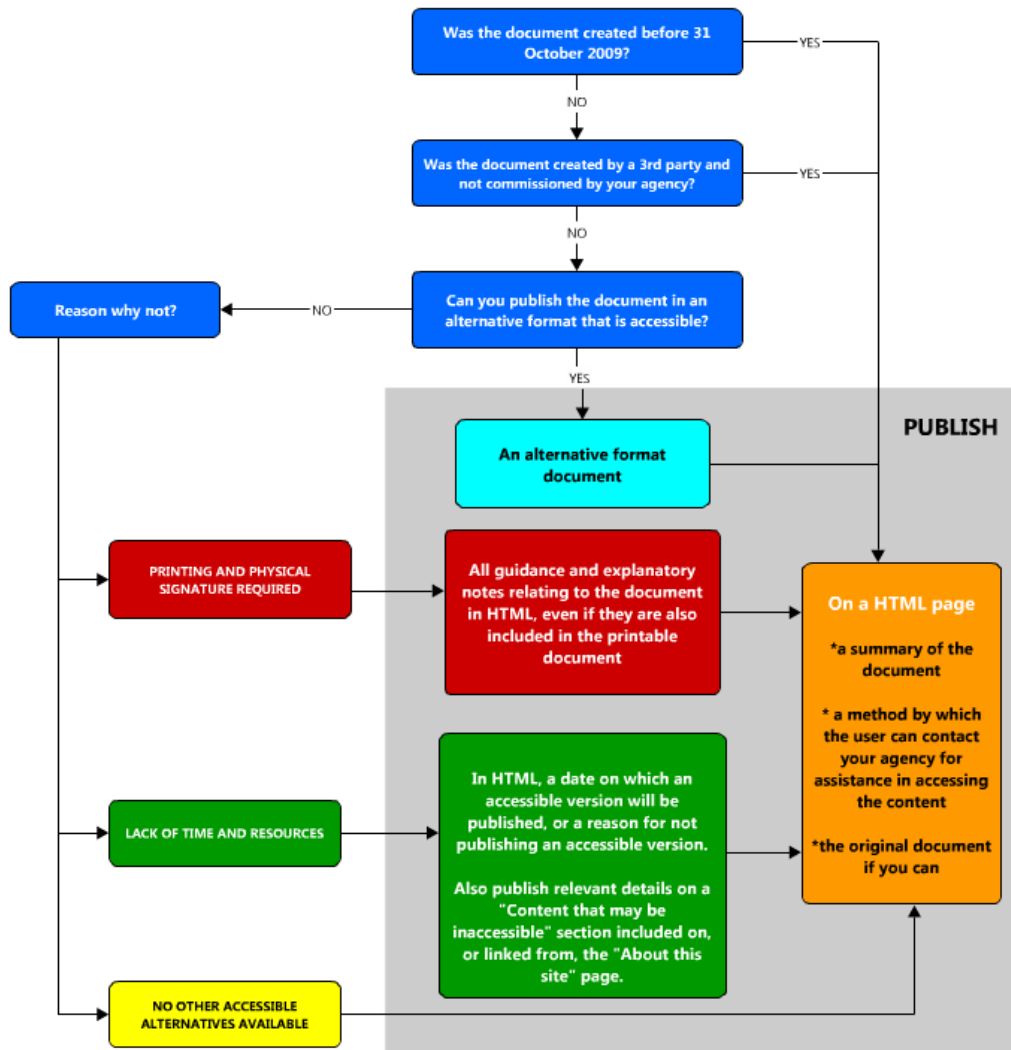 Was the document created before 31
October 2009?
YES
NO
Was the document created by a 3rd party and
not commissioned by your agency?
YES
NO
Can you publish the document in an
alternative format that is accessible?
NO
Reason why not?
YES
PUBLISH
An alternative format
document
PRINTING AND PHYSICAL
SIGNATURE REQUIRED
All guidance and explanatory
notes relating to the document
in HTML, even if they are also
included in the printable
document
On a HTML page
*a summary of the
document
* a method by which
the user can contact
your agency for
assistance in accessing
the content
*the original document
if you can
LACK OF TIME AND RESOURCES
In HTML, a date on which an
accessible version will be
published, or a reason for not
publishing an accessible version.
Also publish relevant details on a
"Content that may be
inaccessible" section included on,
or linked from, the "About this
site" page.
NO OTHER ACCESSIBLE
ALTERNATIVES AVAILABLE